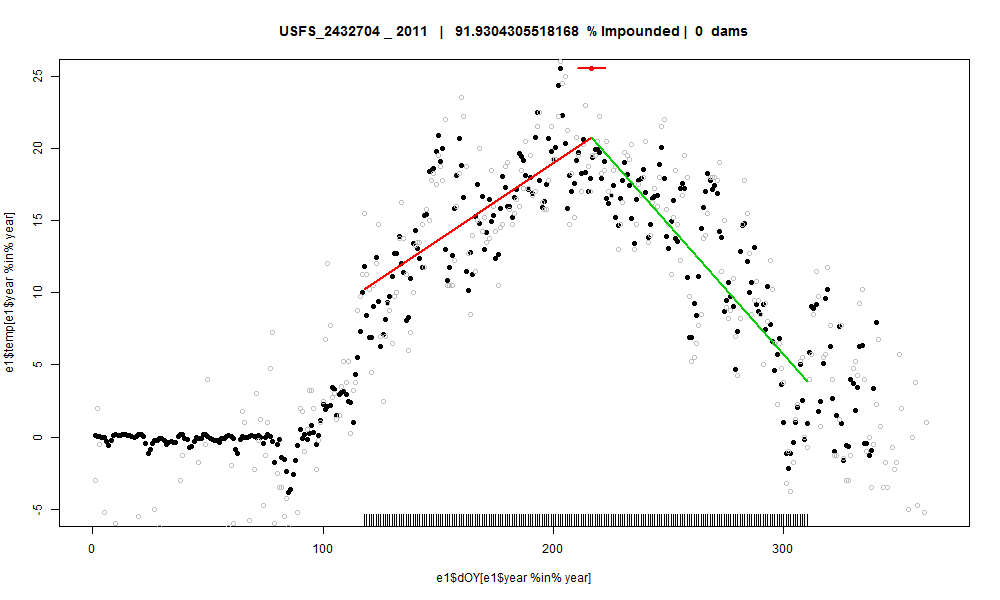 USFS_2432704 _ 2011 | 91.9304305518168 % Impounded | 0 dams
e1$temp[e1$year %in% year]
25
20
15
10
5
0
-5
0 100 200 300
e1$dOY[e1$year %in% year]